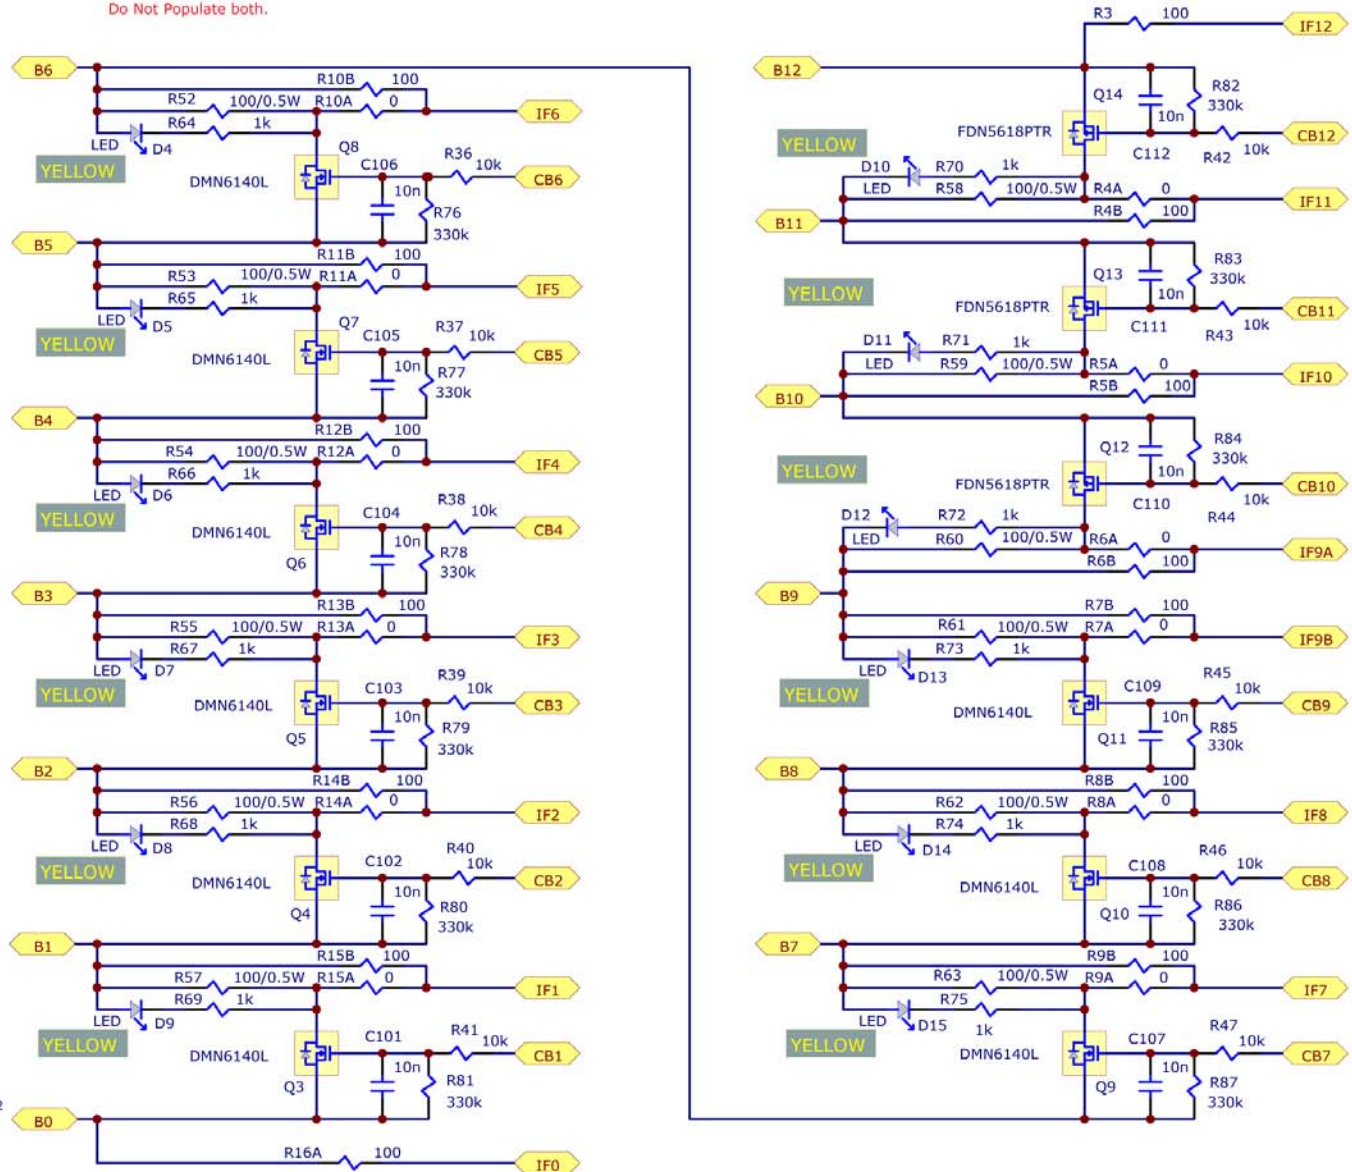 Do Not Populate both.
B6
R10B 100
R52 100/0.5W R10A 0 IF6
R64 1k
LED D4
YELLOW
Q8
DMN6140L
C106 R36 10k CB6
10n R76
330k
B5
R11B 100
R53 100/0.5W R11A 0 IF5
R65 1k
LED D5
YELLOW
Q7
DMN6140L
C105 R37 10k CB5
10n R77
330k
B4
R12B 100
R54 100/0.5W R12A 0 IF4
R66 1k
LED D6
YELLOW
DMN6140L
Q6
C104 R38 10k CB4
10n R78
330k
B3
R13B 100
R55 100/0.5W R13A 0 IF3
R67 1k
LED D7
YELLOW
DMN6140L
Q5
C103 R39 10k CB3
10n R79
330k
B2
R14B 100
R56 100/0.5W R14A 0 IF2
R68 1k
LED D8
YELLOW
DMN6140L
Q4
C102 R40 10k CB2
10n R80
330k
B1
R15B 100
R57 100/0.5W R15A 0 IF1
R69 1k
LED D9
YELLOW
DMN6140L
Q3
C101 R41 10k CB1
10n R81
330k
B0
R16A 100 IF0
R3 100 IF12
B12
Q14 R82
10n 330k
FDN5618PTR
C112 R42 10k CB12
YELLOW
D10 R70 1k
LED R58 100/0.5W R4A 0 IF11
R4B 100
B11
Q13 R83
10n 330k
YELLOW
FDN5618PTR
C111 R43 10k CB11
D11 R71 1k
LED R59 100/0.5W R5A 0 IF10
R5B 100
B10
Q12 R84
10n 330k
YELLOW
FDN5618PTR
C110 R44 10k CB10
D12 R72 1k
LED R60 100/0.5W R6A 0 IF9A
R6B 100
B9
R7B 100
R61 100/0.5W R7A 0 IF9B
R73 1k
LED D13
YELLOW
DMN6140L
Q11
C109 R45 10k CB9
10n R85
330k
B8
R8B 100
R62 100/0.5W R8A 0 IF8
R74 1k
LED D14
YELLOW
DMN6140L
Q10
C108 R46 10k CB8
10n R86
330k
B7
R9B 100
R63 100/0.5W R9A 0 IF7
R75 1k
LED D15
YELLOW
DMN6140L
Q9
C107 R47 10k CB7
10n R87
330k